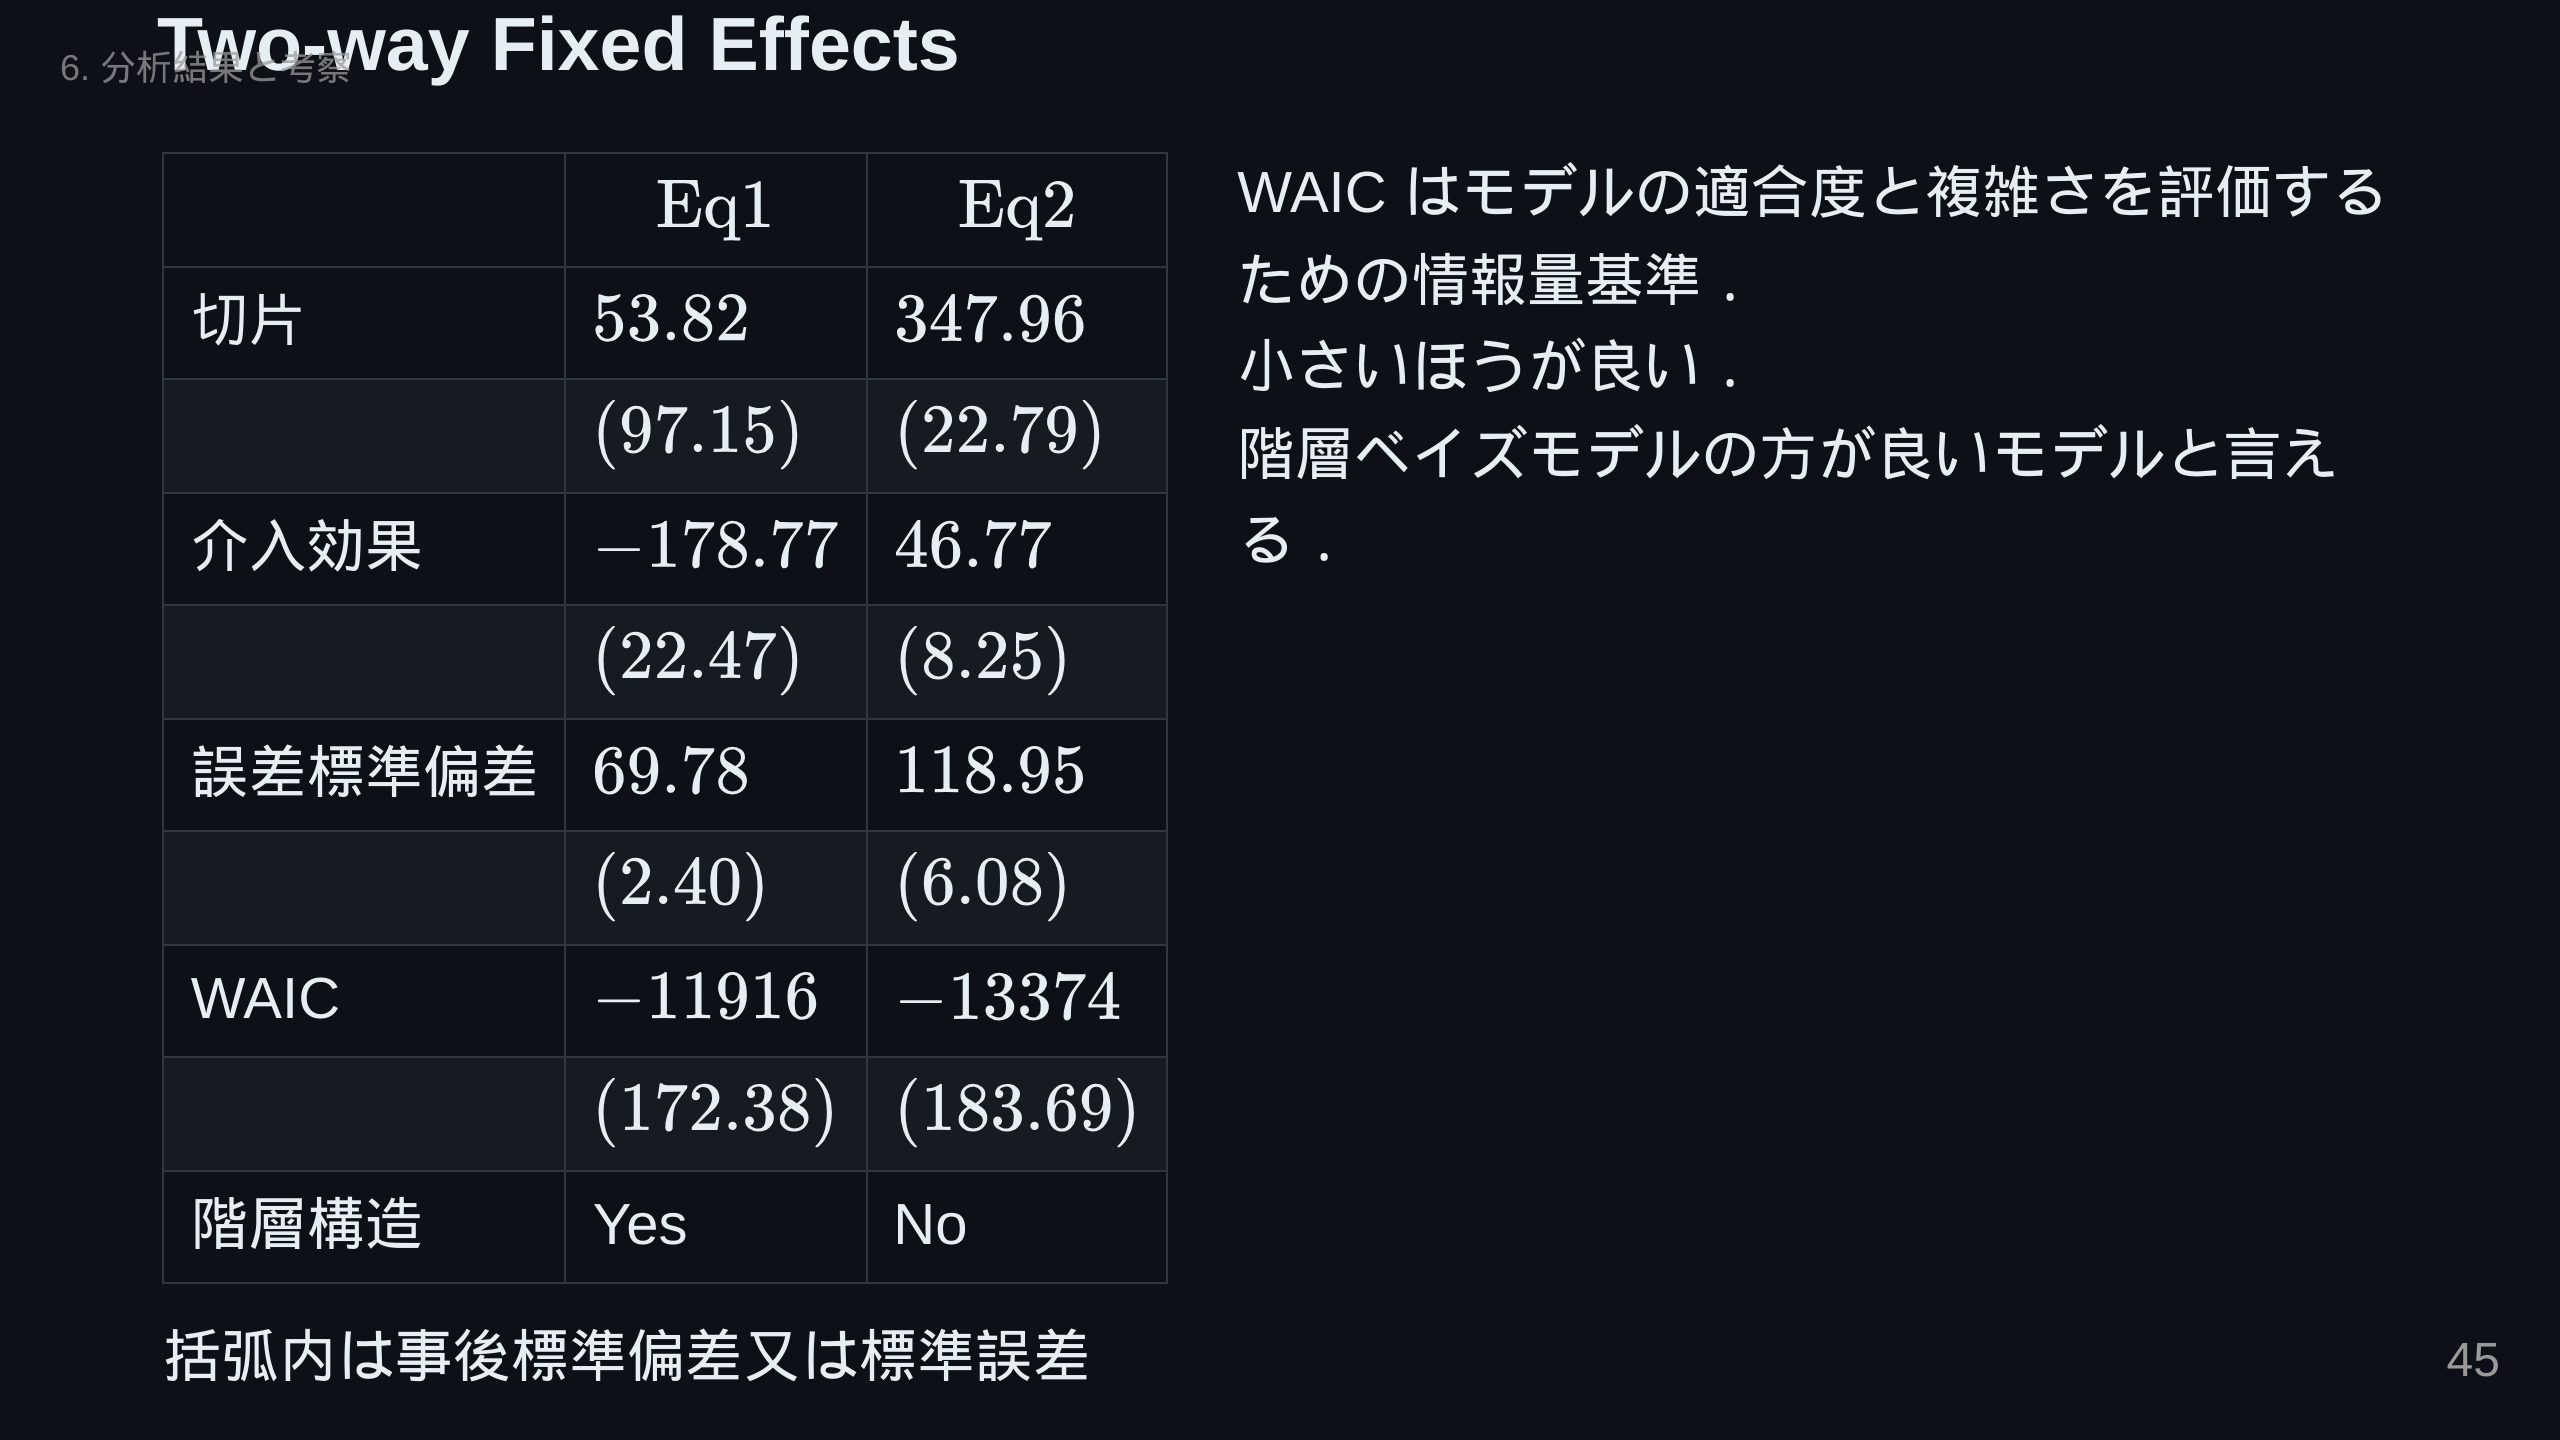 Two-way Fixed Effects
6. 分析結果と考察
Eq1 Eq2
切片 53.82 347.96
(97.15) (22.79)
介入効果 −178.77 46.77
(22.47) (8.25)
誤差標準偏差 69.78 118.95
(2.40) (6.08)
WAIC −11916 −13374
(172.38) (183.69)
階層構造 Yes No
括弧内は事後標準偏差又は標準誤差
WAIC はモデルの適合度と複雑さを評価する
ための情報量基準．
小さいほうが良い．
階層ベイズモデルの方が良いモデルと言え
る．
45